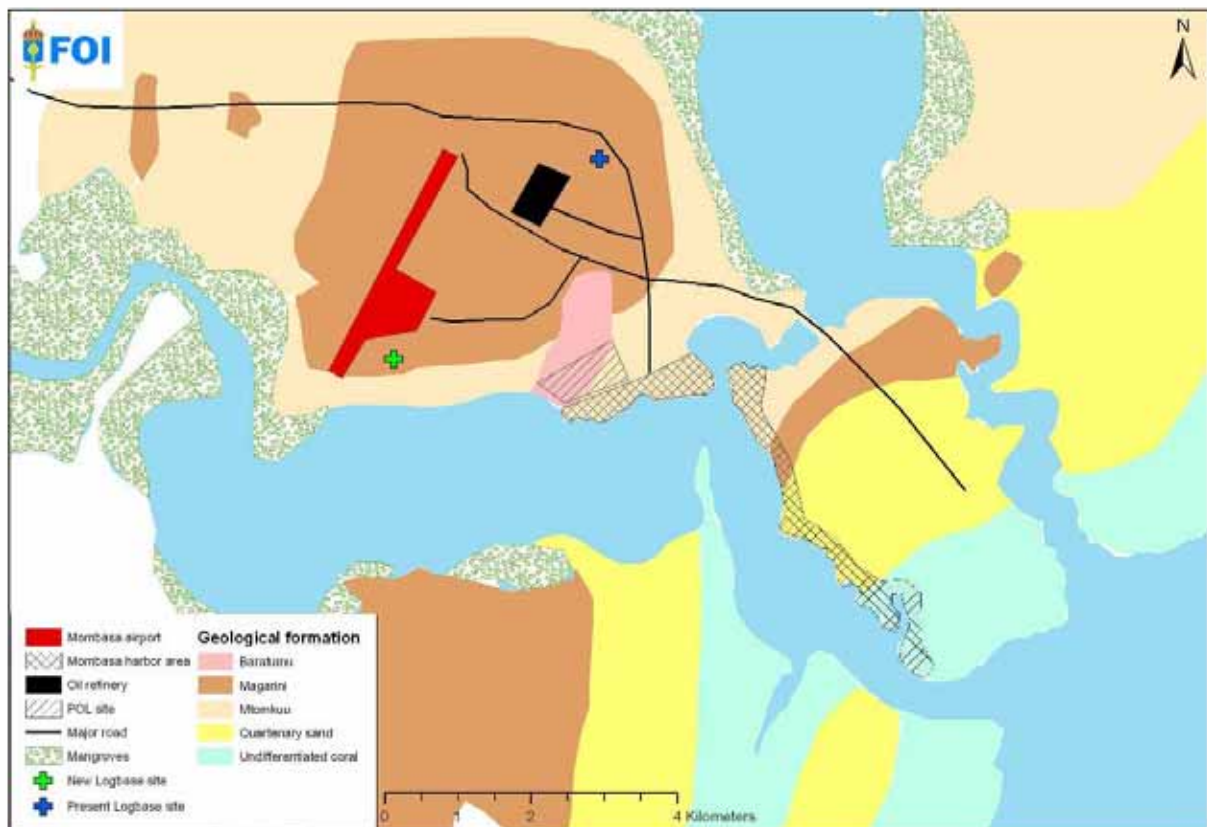 FOI
N
Mombasa airport
Mombasa harbor area
Oil refinery
POL site
Major road
Mangroves
New Logbase site
Present Logbase site
Geological formation
Baratumu
Magarini
Mtomkuu
Quartenary sand
Undifferentiated coral
0 1 2 4 Kilometers